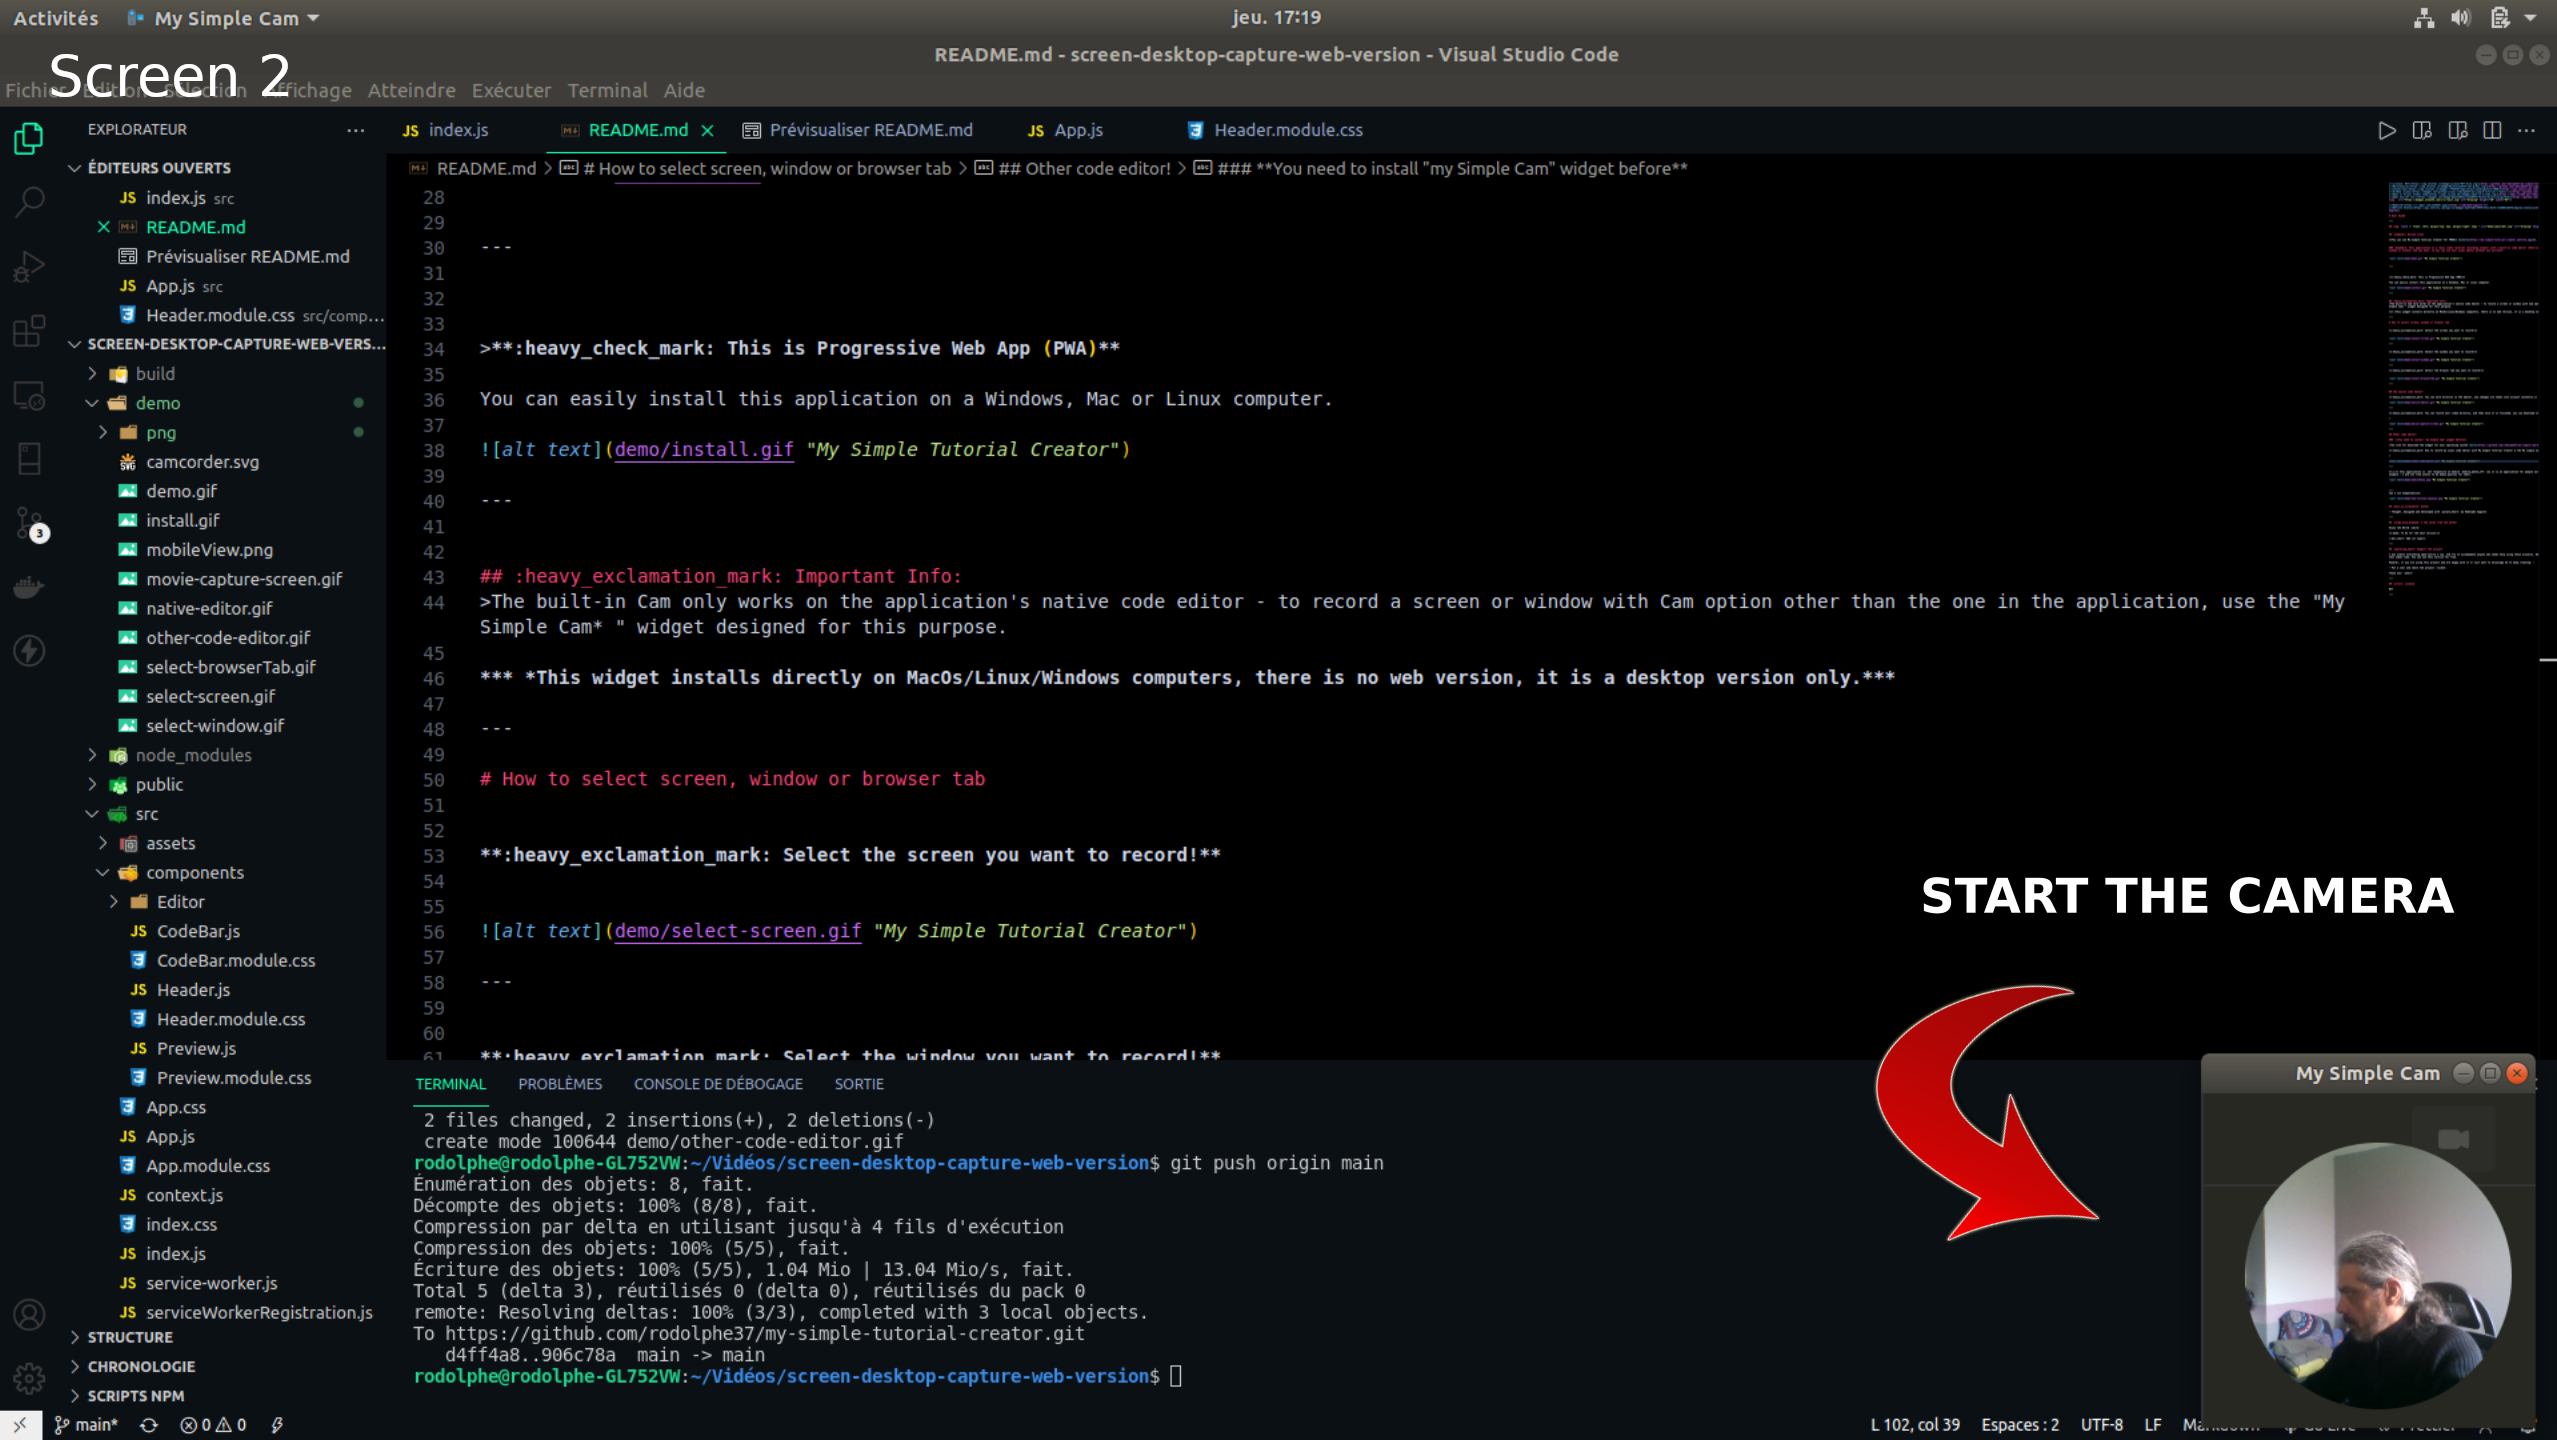 Activités
My Simple Cam
jeu. 17:19
README.md - screen-desktop-capture-web-version - Visual Studio Code
Screen 2
Fichier Edition Sélection Affichage Atteindre Exécuter Terminal Aide
EXPLORATEUR
ÉDITEURS OUVERTS
JS index.js src
README.md
Prévisualiser README.md
JS App.js src
Header.module.css src/comp...
SCREEN-DESKTOP-CAPTURE-WEB-VERS...
build
demo
png
camcorder.svg
demo.gif
install.gif
mobileView.png
movie-capture-screen.gif
native-editor.gif
other-code-editor.gif
select-browserTab.gif
select-screen.gif
select-window.gif
node_modules
public
src
assets
components
Editor
JS CodeBar.js
CodeBar.module.css
JS Header.js
Header.module.css
JS Preview.js
Preview.module.css
App.css
JS App.js
App.module.css
JS context.js
index.css
JS index.js
JS service-worker.js
JS serviceWorkerRegistration.js
STRUCTURE
CHRONOLOGIE
SCRIPTS NPM
3
JS index.js
README.md
Prévisualiser README.md
JS App.js
Header.module.css
README.md > # How to select screen, window or browser tab > ## Other code editor! > ### **You need to install "my Simple Cam" widget before**
28
29
30 ---
31
32
33
34 >**:heavy_check_mark: This is Progressive Web App (PWA)**
35
36 You can easily install this application on a Windows, Mac or Linux computer.
37
38 ![alt text](demo/install.gif "My Simple Tutorial Creator")
39
40 ---
41
42
43 ## :heavy_exclamation_mark: Important Info:
44 >The built-in Cam only works on the application's native code editor - to record a screen or window with Cam option other than the one in the application, use the "My
Simple Cam* " widget designed for this purpose.
45
46 *** *This widget installs directly on MacOs/Linux/Windows computers, there is no web version, it is a desktop version only.***
47
48 ---
49
50 # How to select screen, window or browser tab
51
52
53 **:heavy_exclamation_mark: Select the screen you want to record!**
54
55
56 ![alt text](demo/select-screen.gif "My Simple Tutorial Creator")
57
58 ---
59
60
61 **:heavy_exclamation_mark: Select the window you want to record!**
START THE CAMERA
My Simple Cam
TERMINAL PROBLÈMES CONSOLE DE DÉBOGAGE SORTIE
2 files changed, 2 insertions(+), 2 deletions(-)
create mode 100644 demo/other-code-editor.gif
rodolphe@rodolphe-GL752VW:~/Vidéos/screen-desktop-capture-web-version$ git push origin main
Énumération des objets: 8, fait.
Décompte des objets: 100% (8/8), fait.
Compression par delta en utilisant jusqu'à 4 fils d'exécution
Compression des objets: 100% (5/5), fait.
Écriture des objets: 100% (5/5), 1.04 Mio | 13.04 Mio/s, fait.
Total 5 (delta 3), réutilisés 0 (delta 0), réutilisés du pack 0
remote: Resolving deltas: 100% (3/3), completed with 3 local objects.
To https://github.com/rodolphe37/my-simple-tutorial-creator.git
d4ff4a8..906c78a main -> main
rodolphe@rodolphe-GL752VW:~/Vidéos/screen-desktop-capture-web-version$
main* 0 0
L 102, col 39 Espaces : 2 UTF-8 LF